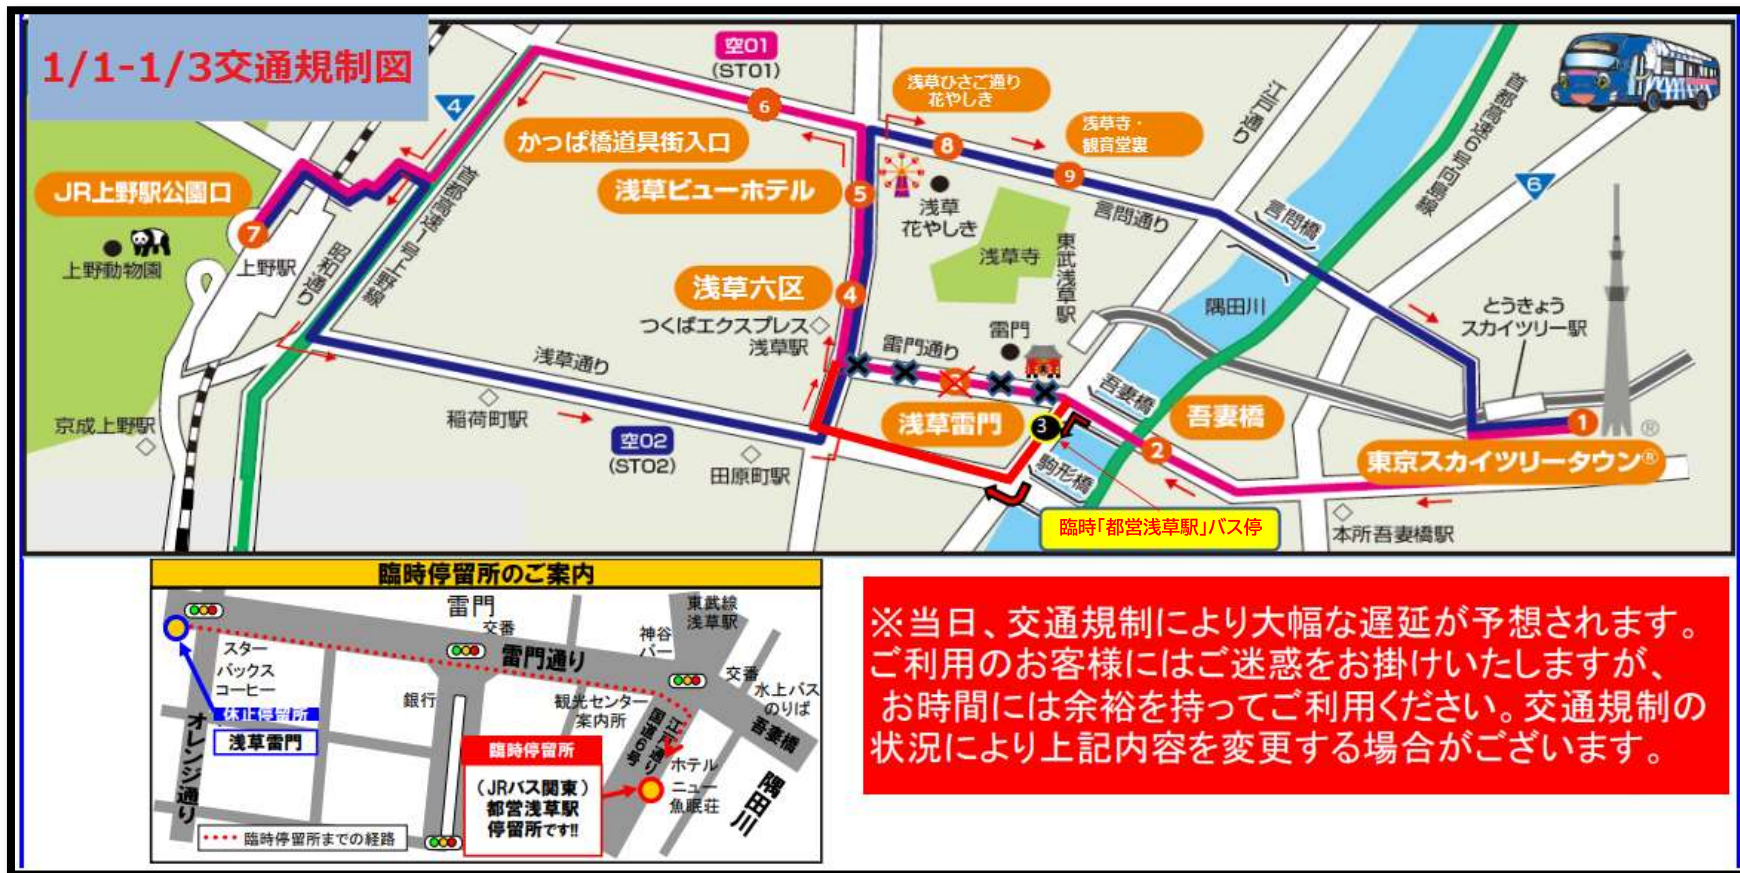 1/1-1/3交通規制図
空01
(ST01)
浅草ひさご通り
花やしき
4
6
かっぱ橋道具街入口
8
浅草寺・
観音堂裏
江戸通り
首都高速6号向島線
6
JR上野駅公園口
浅草ビューホテル
5
9
7
上野動物園
上野駅
昭和通り
首都高速1号上野線
浅草
花やしき
言問通り
言問橋
浅草寺
東武浅草駅
浅草六区
4
つくばエクスプレス
浅草駅
隅田川
とうきょう
スカイツリー駅
雷門
雷門通り
浅草通り
稲荷町駅
京成上野駅
空02
(ST02)
田原町駅
浅草雷門
3
吾妻橋
吾妻橋
2
1
®
東京スカイツリータウン®
駒形橋
臨時「都営浅草駅」バス停
本所吾妻橋駅
臨時停留所のご案内
雷門
交番
東武線
浅草駅
神谷
バー
スター
バックス
コーヒー
雷門通り
交番
水上バス
のりば
銀行
観光センター
案内所
吾妻橋
休止停留所
浅草雷門
オレンジ通り
江戸通り
国道6号
臨時停留所
(JRバス関東)
都営浅草駅
停留所です!!
ホテル
ニュー
魚眠荘
隅田川
臨時停留所までの経路
※当日、交通規制により大幅な遅延が予想されます。
ご利用のお客様にはご迷惑をお掛けいたしますが、
お時間には余裕を持ってご利用ください。交通規制の
状況により上記内容を変更する場合がございます。